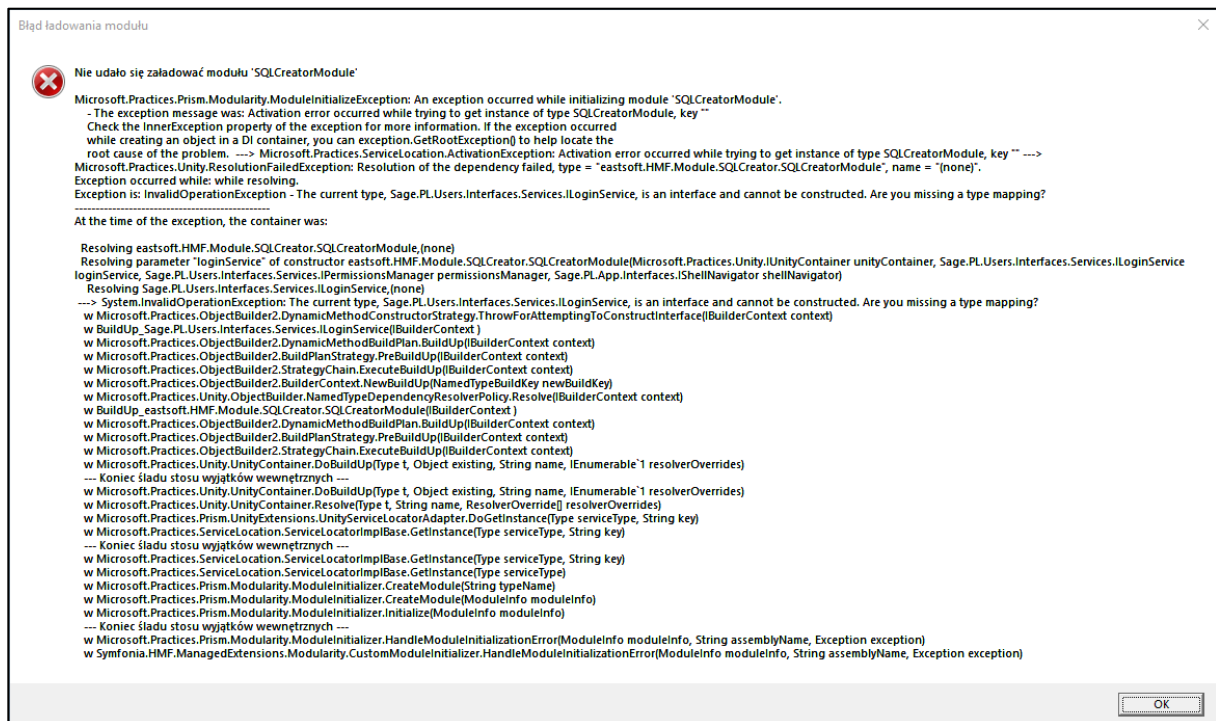 Błąd ładowania modułu
Nie udało się załadować modułu 'SQLCreatorModule'
Microsoft.Practices.Prism.Modularity.ModuleInitializeException: An exception occurred while initializing module 'SQLCreatorModule'.
- The exception message was: Activation error occurred while trying to get instance of type SQLCreatorModule, key ""
Check the InnerException property of the exception for more information. If the exception occurred
while creating an object in a DI container, you can exception.GetRootException() to help locate the
root cause of the problem. ---> Microsoft.Practices.ServiceLocation.ActivationException: Activation error occurred while trying to get instance of type SQLCreatorModule, key "" --->
Microsoft.Practices.Unity.ResolutionFailedException: Resolution of the dependency failed, type = "eastsoft.HMF.Module.SQLCreator.SQLCreatorModule", name = "(none)".
Exception occurred while: while resolving.
Exception is: InvalidOperationException - The current type, Sage.PL.Users.Interfaces.Services.ILoginService, is an interface and cannot be constructed. Are you missing a type mapping?
-----------------------------------------------
At the time of the exception, the container was:
Resolving eastsoft.HMF.Module.SQLCreator.SQLCreatorModule,(none)
Resolving parameter "loginService" of constructor eastsoft.HMF.Module.SQLCreator.SQLCreatorModule(Microsoft.Practices.Unity.IUnityContainer unityContainer, Sage.PL.Users.Interfaces.Services.ILoginService
loginService, Sage.PL.Users.Interfaces.Services.IPermissionsManager permissionsManager, Sage.PL.App.Interfaces.IShellNavigator shellNavigator)
Resolving Sage.PL.Users.Interfaces.Services.ILoginService,(none)
---> System.InvalidOperationException: The current type, Sage.PL.Users.Interfaces.Services.ILoginService, is an interface and cannot be constructed. Are you missing a type mapping?
w Microsoft.Practices.ObjectBuilder2.DynamicMethodConstructorStrategy.ThrowForAttemptingToConstructInterface(IBuilderContext context)
w BuildUp_Sage.PL.Users.Interfaces.Services.ILoginService(IBuilderContext )
w Microsoft.Practices.ObjectBuilder2.DynamicMethodBuildPlan.BuildUp(IBuilderContext context)
w Microsoft.Practices.ObjectBuilder2.BuildPlanStrategy.PreBuildUp(IBuilderContext context)
w Microsoft.Practices.ObjectBuilder2.StrategyChain.ExecuteBuildUp(IBuilderContext context)
w Microsoft.Practices.ObjectBuilder2.BuilderContext.NewBuildUp(NamedTypeBuildKey newBuildKey)
w Microsoft.Practices.Unity.ObjectBuilder.NamedTypeDependencyResolverPolicy.Resolve(IBuilderContext context)
w BuildUp_eastsoft.HMF.Module.SQLCreator.SQLCreatorModule(IBuilderContext )
w Microsoft.Practices.ObjectBuilder2.DynamicMethodBuildPlan.BuildUp(IBuilderContext context)
w Microsoft.Practices.ObjectBuilder2.BuildPlanStrategy.PreBuildUp(IBuilderContext context)
w Microsoft.Practices.ObjectBuilder2.StrategyChain.ExecuteBuildUp(IBuilderContext context)
w Microsoft.Practices.Unity.UnityContainer.DoBuildUp(Type t, Object existing, String name, IEnumerable`1 resolverOverrides)
--- Koniec śladu stosu wyjątków wewnętrznych ---
w Microsoft.Practices.Unity.UnityContainer.DoBuildUp(Type t, Object existing, String name, IEnumerable`1 resolverOverrides)
w Microsoft.Practices.Unity.UnityContainer.Resolve(Type t, String name, ResolverOverride[] resolverOverrides)
w Microsoft.Practices.Prism.UnityExtensions.UnityServiceLocatorAdapter.DoGetInstance(Type serviceType, String key)
w Microsoft.Practices.ServiceLocation.ServiceLocatorImplBase.GetInstance(Type serviceType, String key)
--- Koniec śladu stosu wyjątków wewnętrznych ---
w Microsoft.Practices.ServiceLocation.ServiceLocatorImplBase.GetInstance(Type serviceType, String key)
w Microsoft.Practices.ServiceLocation.ServiceLocatorImplBase.GetInstance(Type serviceType)
w Microsoft.Practices.Prism.Modularity.ModuleInitializer.CreateModule(String typeName)
w Microsoft.Practices.Prism.Modularity.ModuleInitializer.CreateModule(ModuleInfo moduleInfo)
w Microsoft.Practices.Prism.Modularity.ModuleInitializer.Initialize(ModuleInfo moduleInfo)
--- Koniec śladu stosu wyjątków wewnętrznych ---
w Microsoft.Practices.Prism.Modularity.ModuleInitializer.HandleModuleInitializationError(ModuleInfo moduleInfo, String assemblyName, Exception exception)
w Symfonia.HMF.ManagedExtensions.Modularity.CustomModuleInitializer.HandleModuleInitializationError(ModuleInfo moduleInfo, String assemblyName, Exception exception)
OK